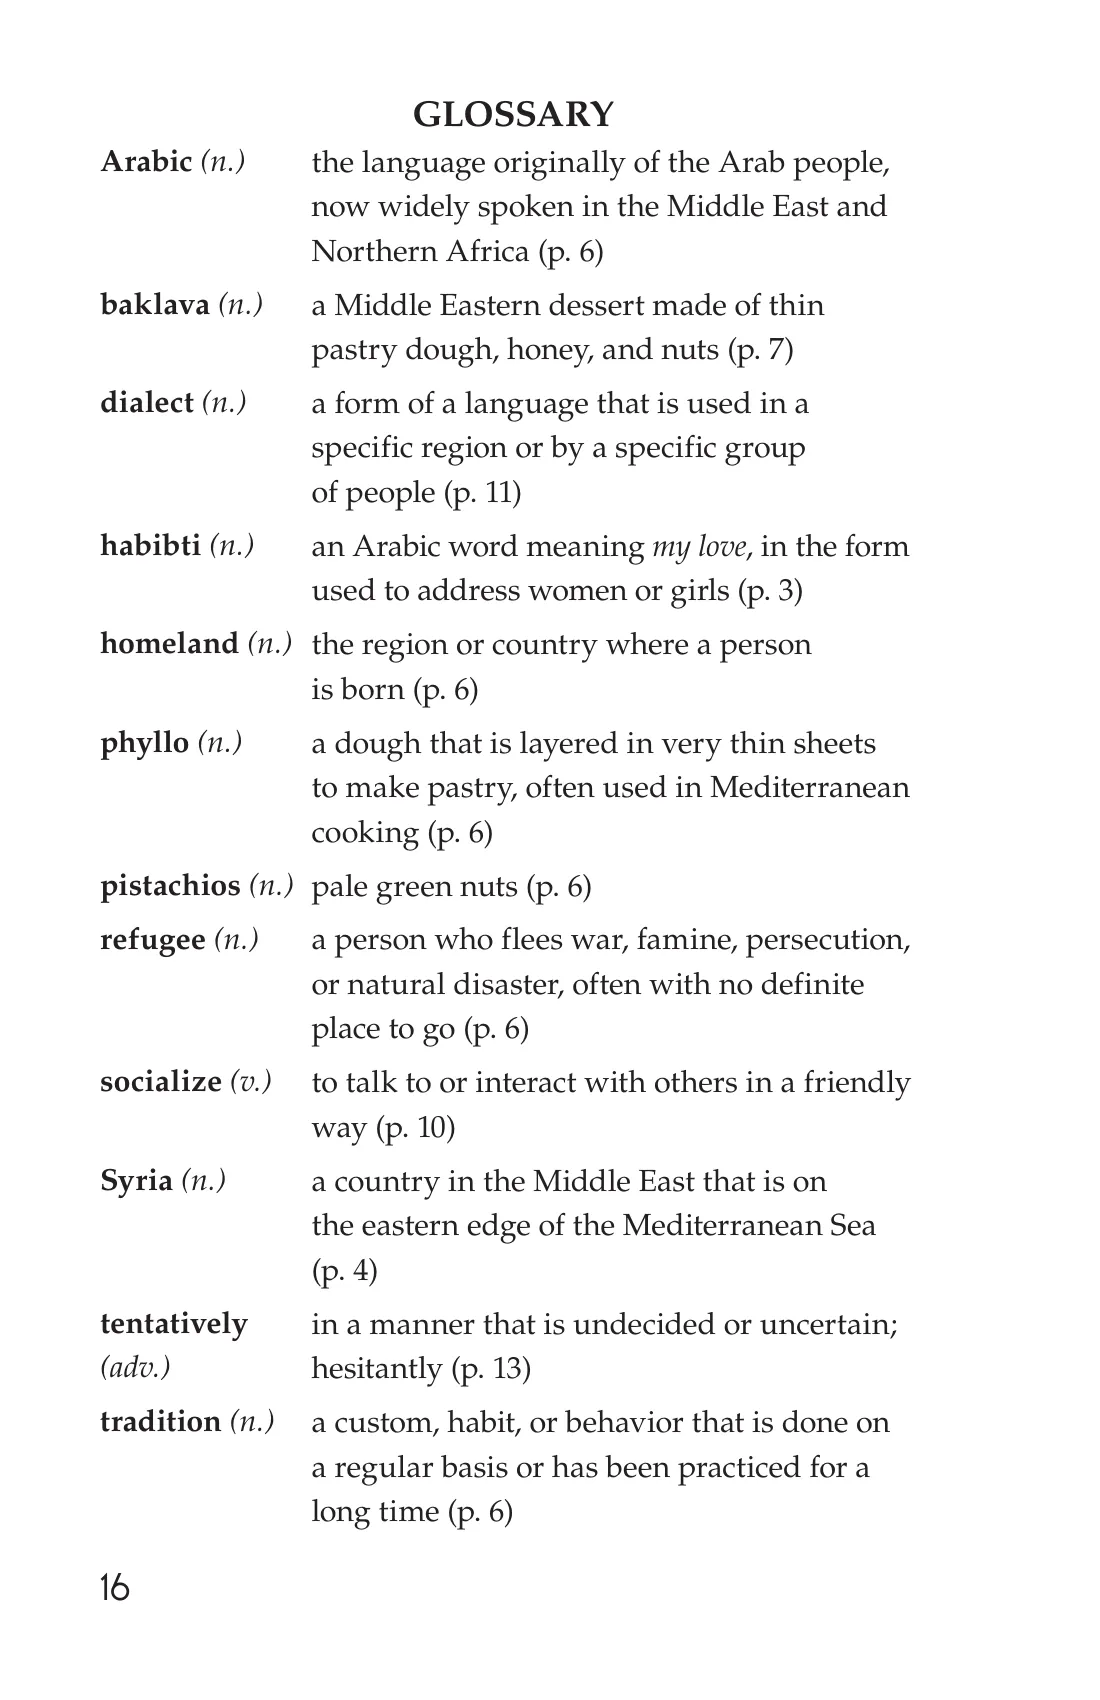 GLOSSARY
Arabic (n.) the language originally of the Arab people,
now widely spoken in the Middle East and
Northern Africa (p. 6)
baklava (n.) a Middle Eastern dessert made of thin
pastry dough, honey, and nuts (p. 7)
dialect (n.) a form of a language that is used in a
specific region or by a specific group
of people (p. 11)
habibti (n.) an Arabic word meaning my love, in the form
used to address women or girls (p. 3)
homeland (n.) the region or country where a person
is born (p. 6)
phyllo (n.) a dough that is layered in very thin sheets
to make pastry, often used in Mediterranean
cooking (p. 6)
pistachios (n.) pale green nuts (p. 6)
refugee (n.) a person who flees war, famine, persecution,
or natural disaster, often with no definite
place to go (p. 6)
socialize (v.) to talk to or interact with others in a friendly
way (p. 10)
Syria (n.) a country in the Middle East that is on
the eastern edge of the Mediterranean Sea
(p. 4)
tentatively in a manner that is undecided or uncertain;
(adv.) hesitantly (p. 13)
tradition (n.) a custom, habit, or behavior that is done on
a regular basis or has been practiced for a
long time (p. 6)
16